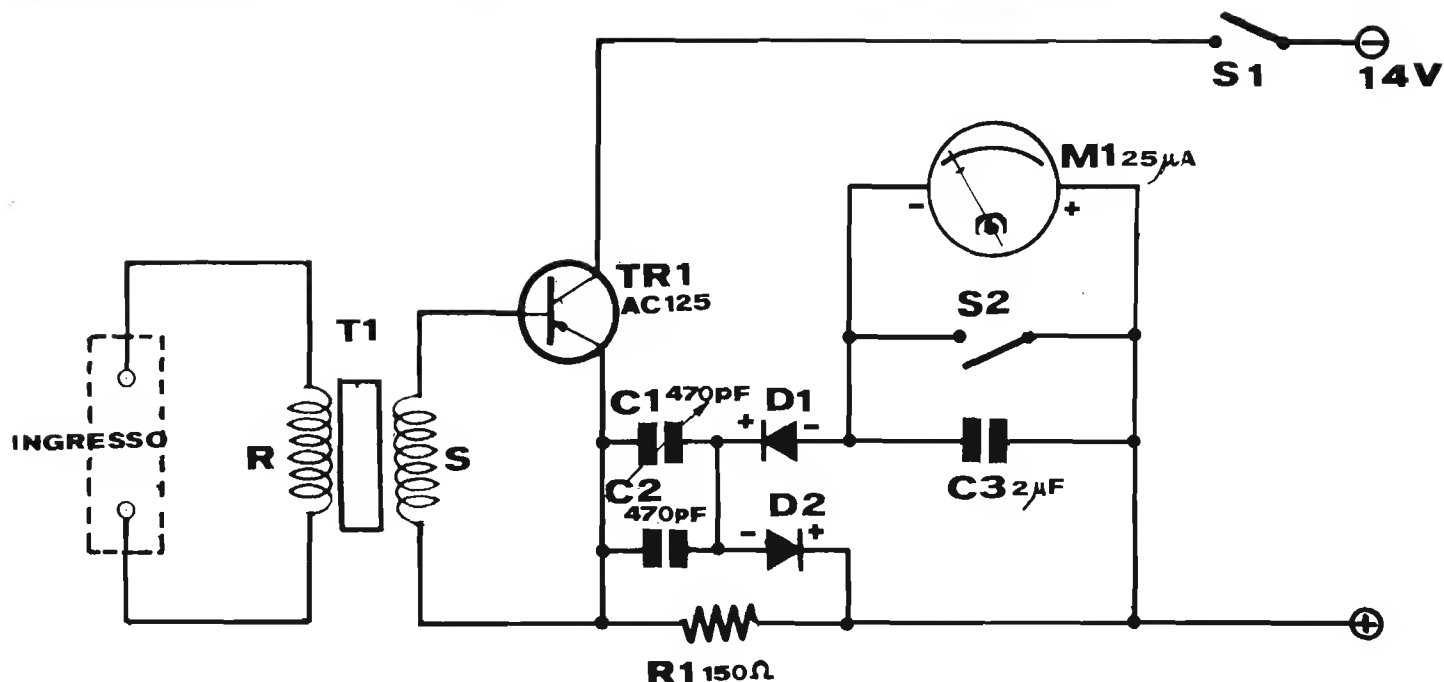 ⊖
S1
14V
M1 25µA
-
+
TR1
AC125
S2
T1
C1 470pF
D1
+
-
INGRESSO
R
S
C2
470pF
C3 2µF
D2
-
+
⊕
R1 150Ω